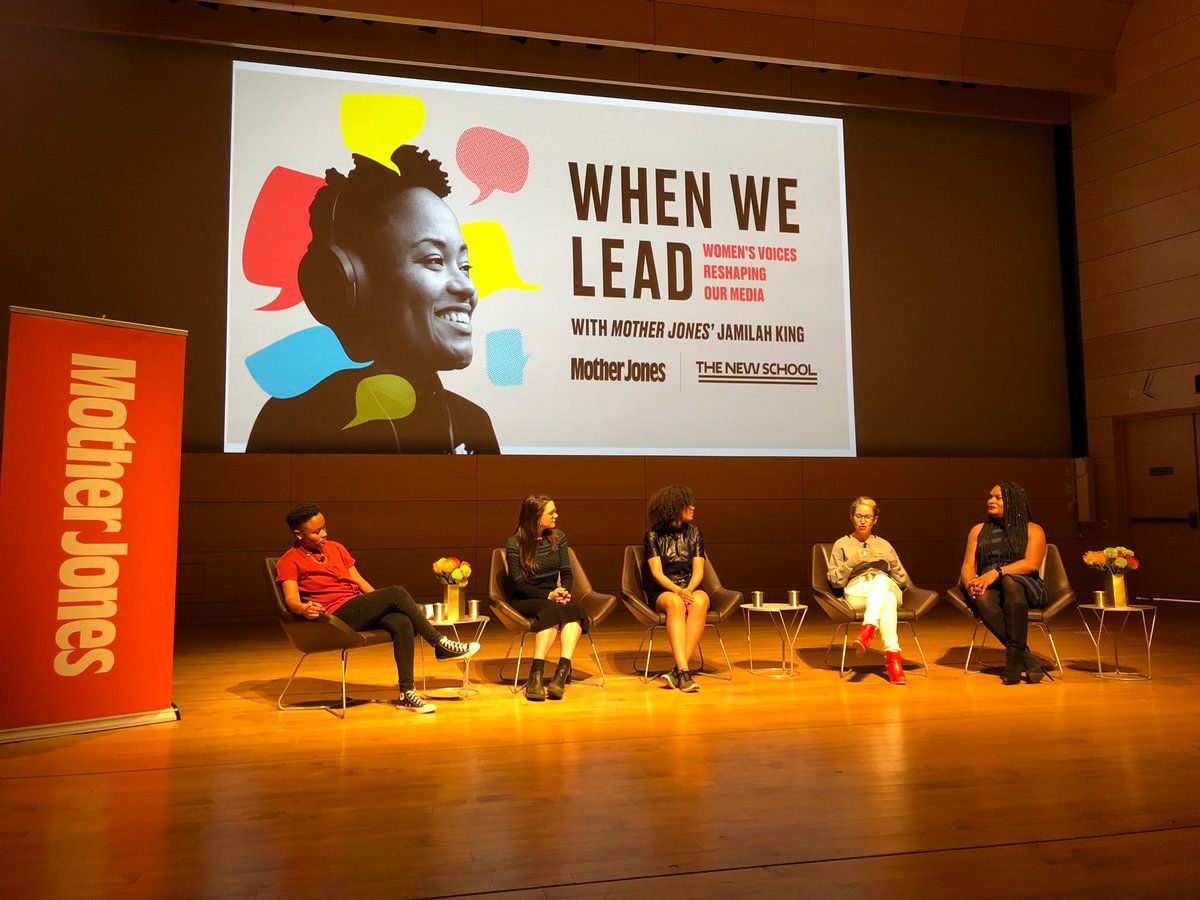 WHEN WE
LEAD
WOMEN'S VOICES
RESHAPING
OUR MEDIA
WITH MOTHER JONES' JAMILAH KING
Mother Jones
THE NEW SCHOOL
Mother Jones